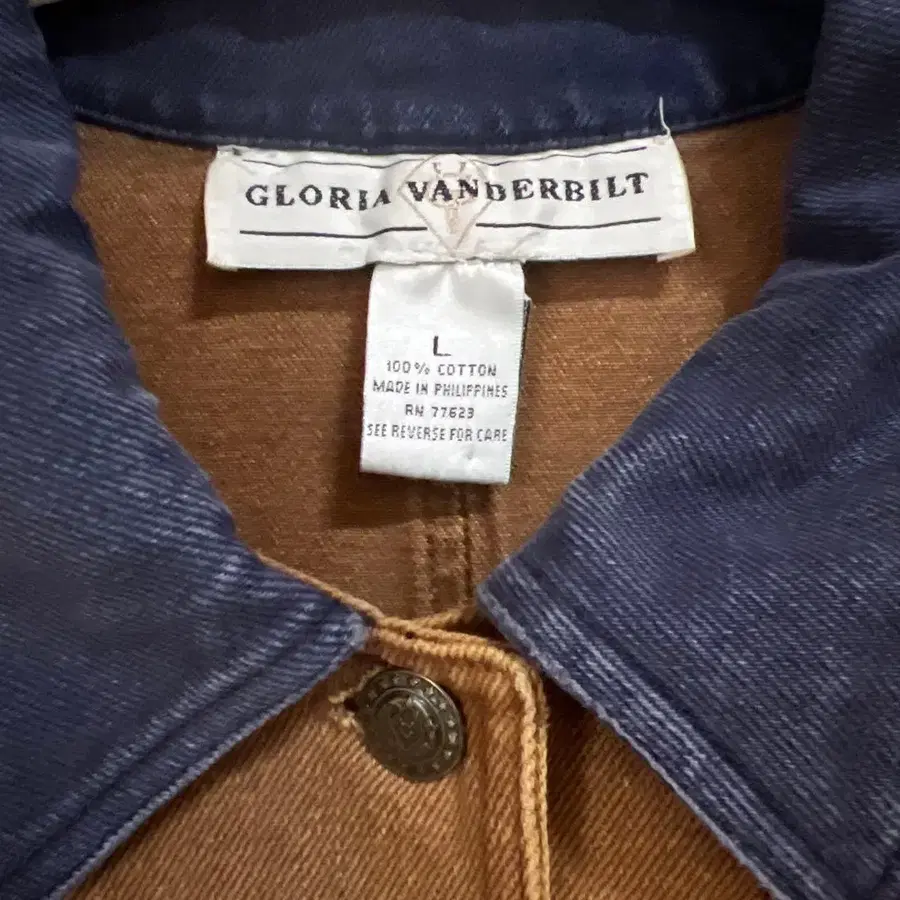 GLORIA VANDERBILT
L
100% COTTON
MADE IN PHILIPPINES
RN 77623
SEE REVERSE FOR CARE